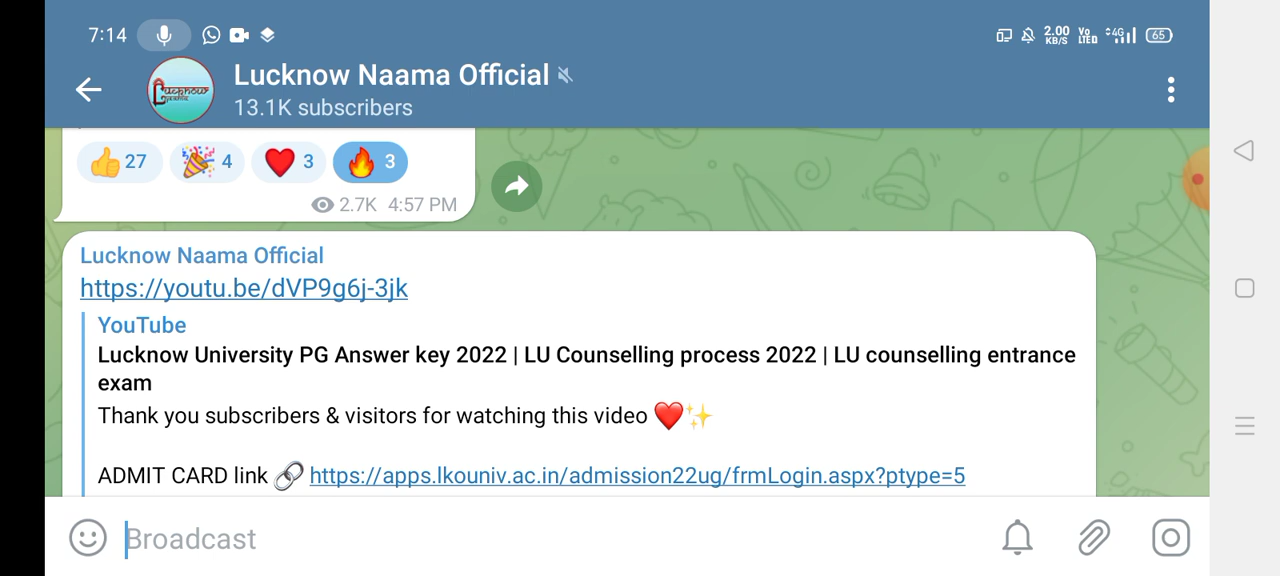 7:14
2.00
KB/S
Vo
LTED
4G
65
Lucknow Naama Official
13.1K subscribers
27
4
3
3
2.7K 4:57 PM
Lucknow Naama Official
https://youtu.be/dVP9g6j-3jk
YouTube
Lucknow University PG Answer key 2022 | LU Counselling process 2022 | LU counselling entrance
exam
Thank you subscribers & visitors for watching this video ❤️✨
ADMIT CARD link 🔗 https://apps.lkouniv.ac.in/admission22ug/frmLogin.aspx?ptype=5
Broadcast